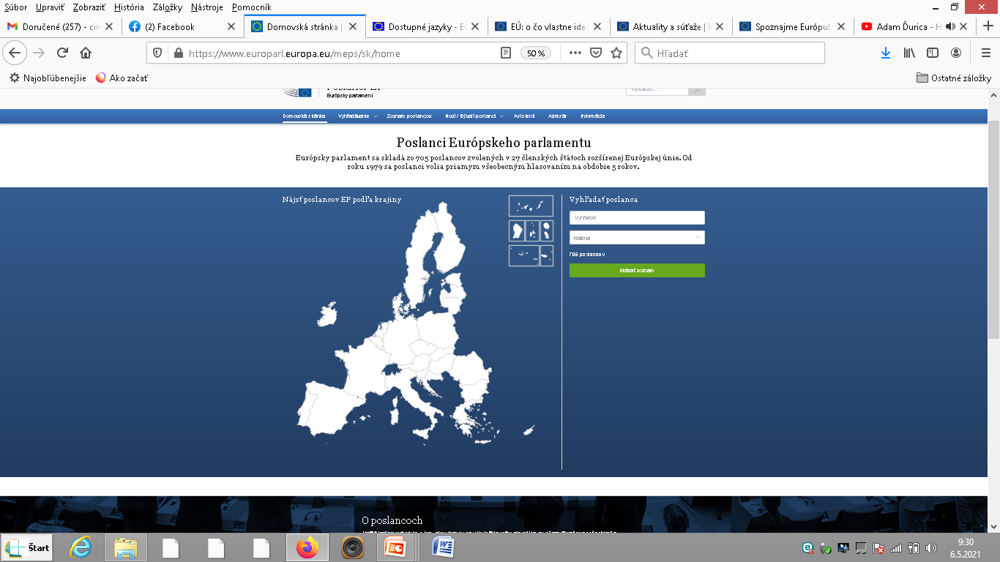 Súbor Upraviť Zobraziť História Záložky Nástroje Pomocník
Doručené (257) - cin
(2) Facebook
Domovská stránka |
Dostupné jazyky - Eu
EÚ: o čo vlastne ide?
Aktuality a súťaže | K
Spoznajme Európu!
Adam Ďurica - H
https://www.europarl.europa.eu/meps/sk/home
50 %
Hľadať
Najobľúbenejšie
Ako začať
Ostatné záložky
Európsky parlament
Vyhľadať...
Domovská stránka Vyhľadávanie Zoznam poslancov Noví / Bývalí poslanci Asistenti Adresár Informácie
Poslanci Európskeho parlamentu
Európsky parlament sa skladá zo 705 poslancov zvolených v 27 členských štátoch rozšírenej Európskej únie. Od
roku 1979 sa poslanci volia priamym všeobecným hlasovaním na obdobie 5 rokov.
Nájsť poslancov EP podľa krajiny
Vyhľadať poslanca
Vyhľadať
Krajina
705 poslancov
Ukázať zoznam
O poslancoch
Štart
9:30
6.5.2021